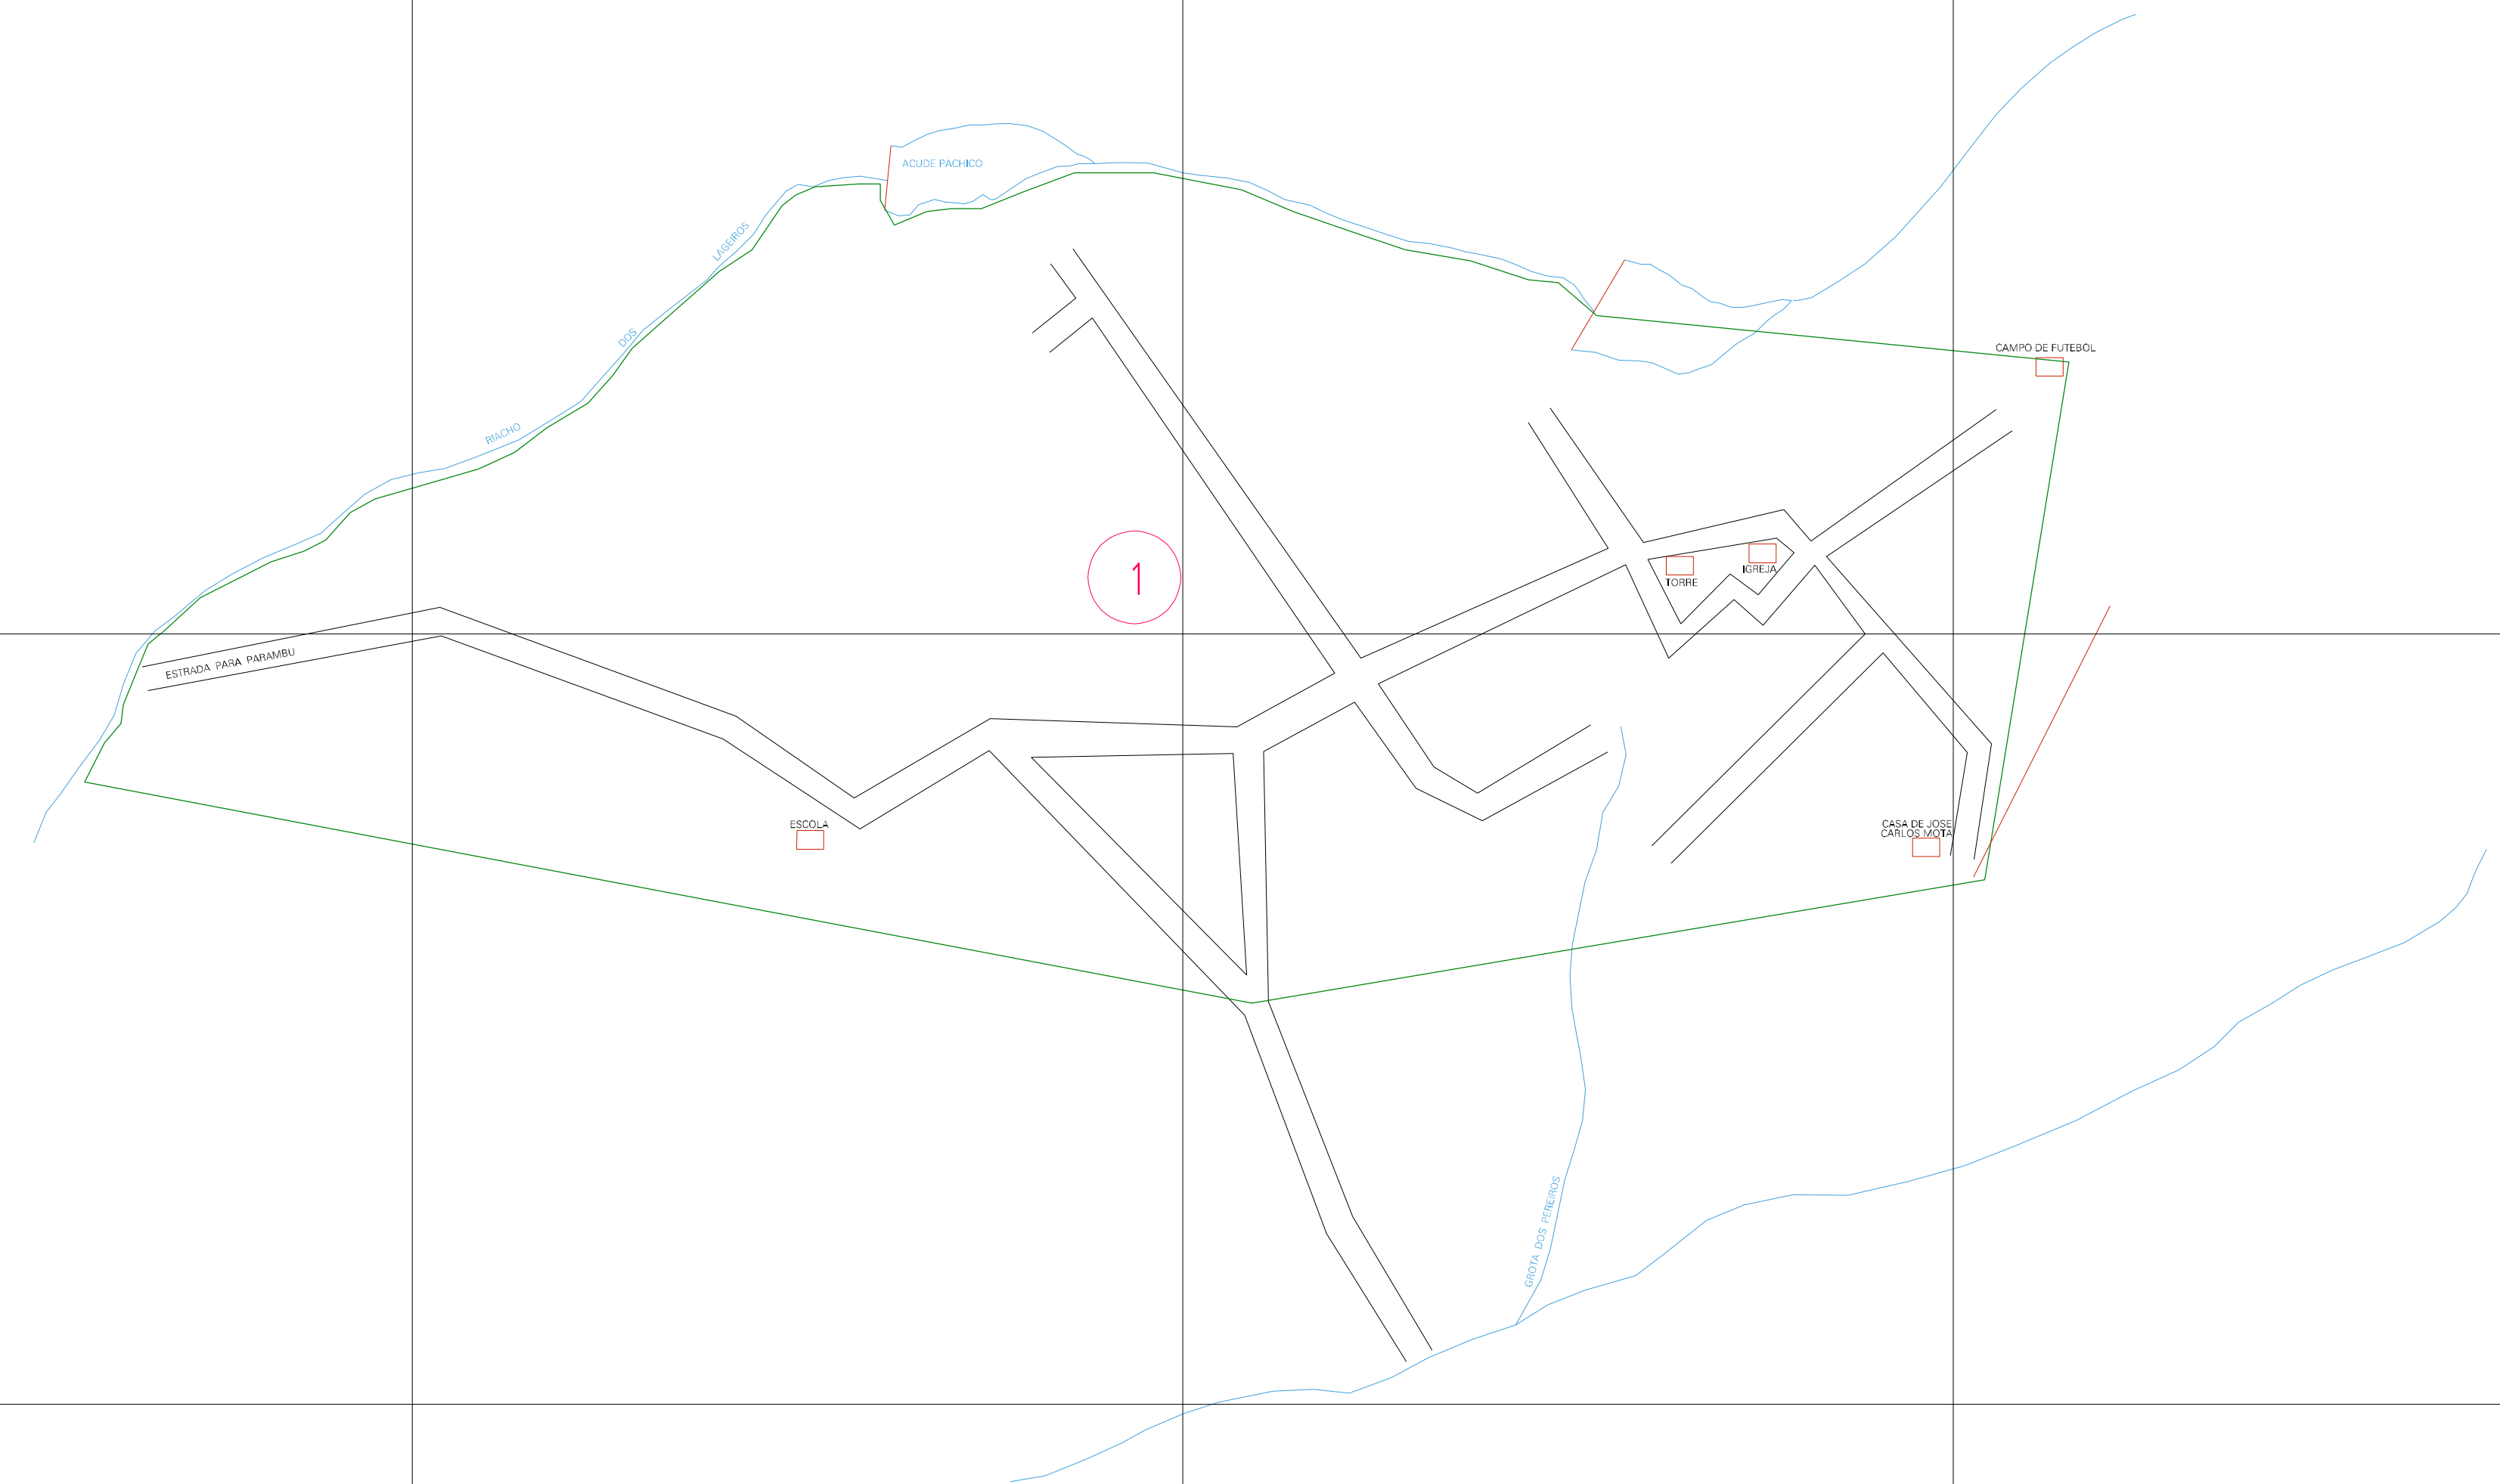 ACUDE PACHICO
LAGEIROS
DOS
RIACHO
CAMPO DE FUTEBOL
1
IGREJA
TORRE
ESTRADA PARA PARAMBU
ESCOLA
CASA DE JOSE
CARLOS MOTA
GROTA DOS PEREIROS